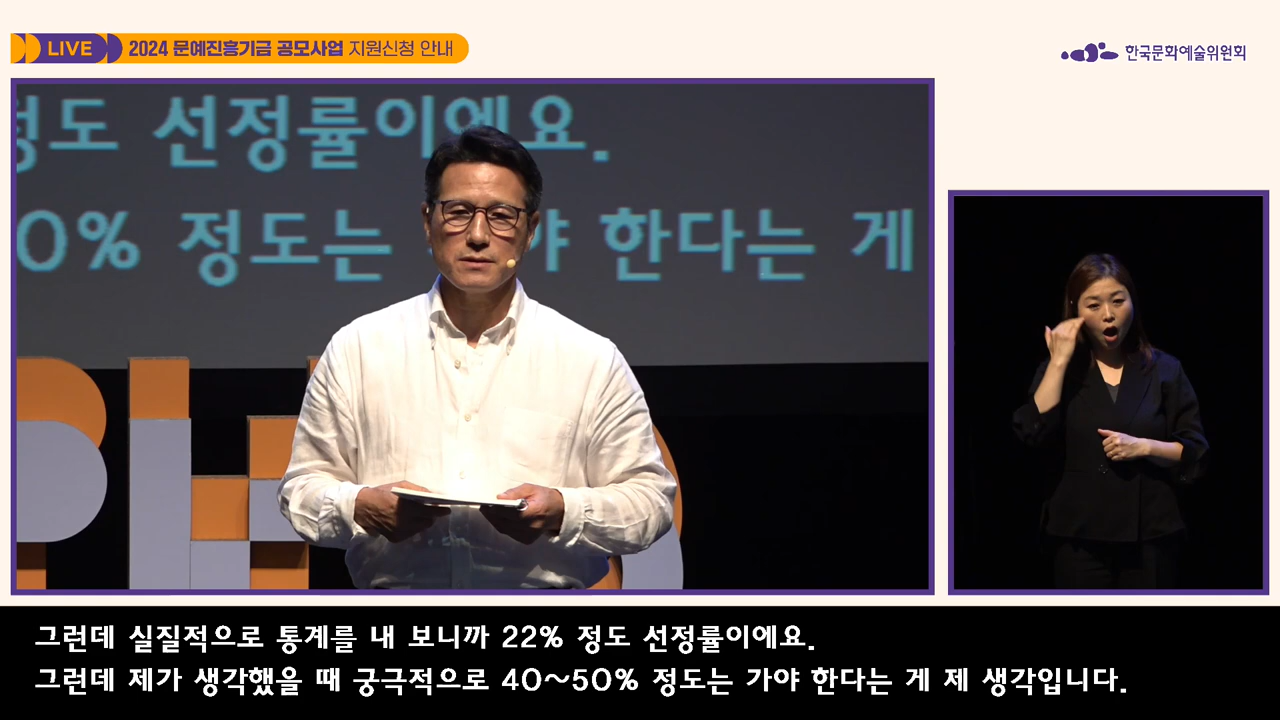 LIVE 2024 문예진흥기금 공모사업 지원신청 안내
한국문화예술위원회
정도 선정률이에요.
0% 정도는 가야 한다는 게
그런데 실질적으로 통계를 내 보니까 22% 정도 선정률이에요.
그런데 제가 생각했을 때 궁극적으로 40~50% 정도는 가야 한다는 게 제 생각입니다.